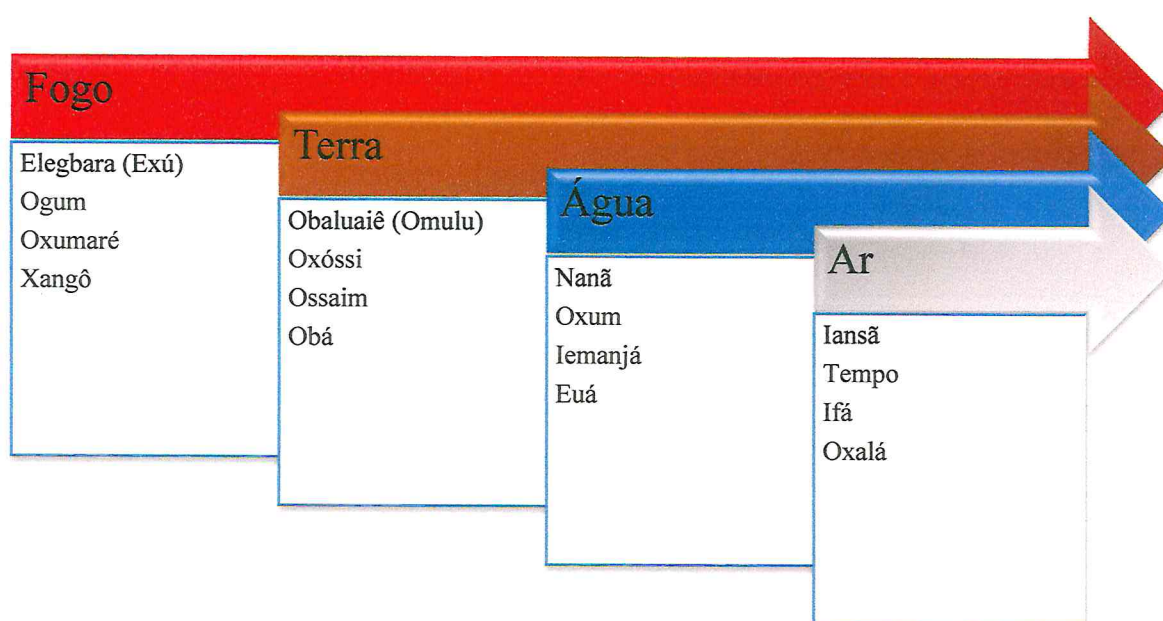 Fogo
Elegbara (Exú)
Ogum
Oxumaré
Xangô
Terra
Obaluaiê (Omulu)
Oxóssi
Ossaim
Obá
Água
Nanã
Oxum
Iemanjá
Euá
Ar
Iansã
Tempo
Ifá
Oxalá